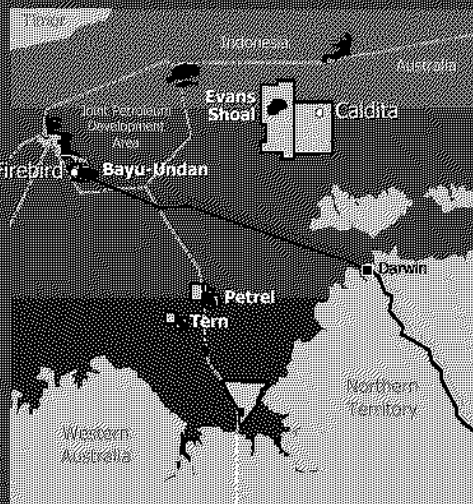 Timor
Indonesia
Australia
Evans
Shoal
Caldita
Joint Petroleum
Development
Area
Firebird
Bayu-Undan
Darwin
Petrel
Tern
Northern
Territory
Western
Australia